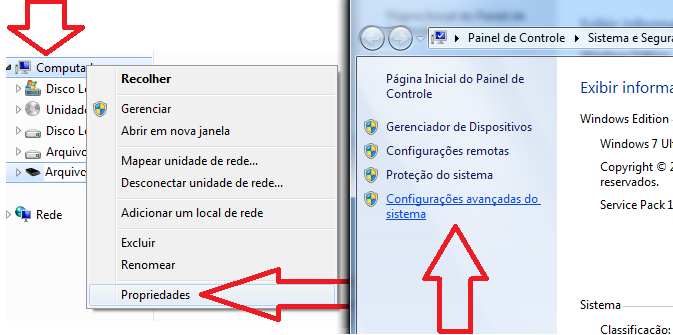 Computad
Disco Lo
Unidade
Disco Lo
Arquivo
Arquivo
Rede
Recolher
Gerenciar
Abrir em nova janela
Mapear unidade de rede...
Desconectar unidade de rede...
Adicionar um local de rede
Excluir
Renomear
Propriedades
Painel de Controle
Sistema e Segura
Página Inicial do Painel de
Controle
Gerenciador de Dispositivos
Configurações remotas
Proteção do sistema
Configurações avançadas do
sistema
Exibir informa
Windows Edition
Windows 7 Ult
Copyright © 2
reservados.
Service Pack 1
Sistema
Classificação: